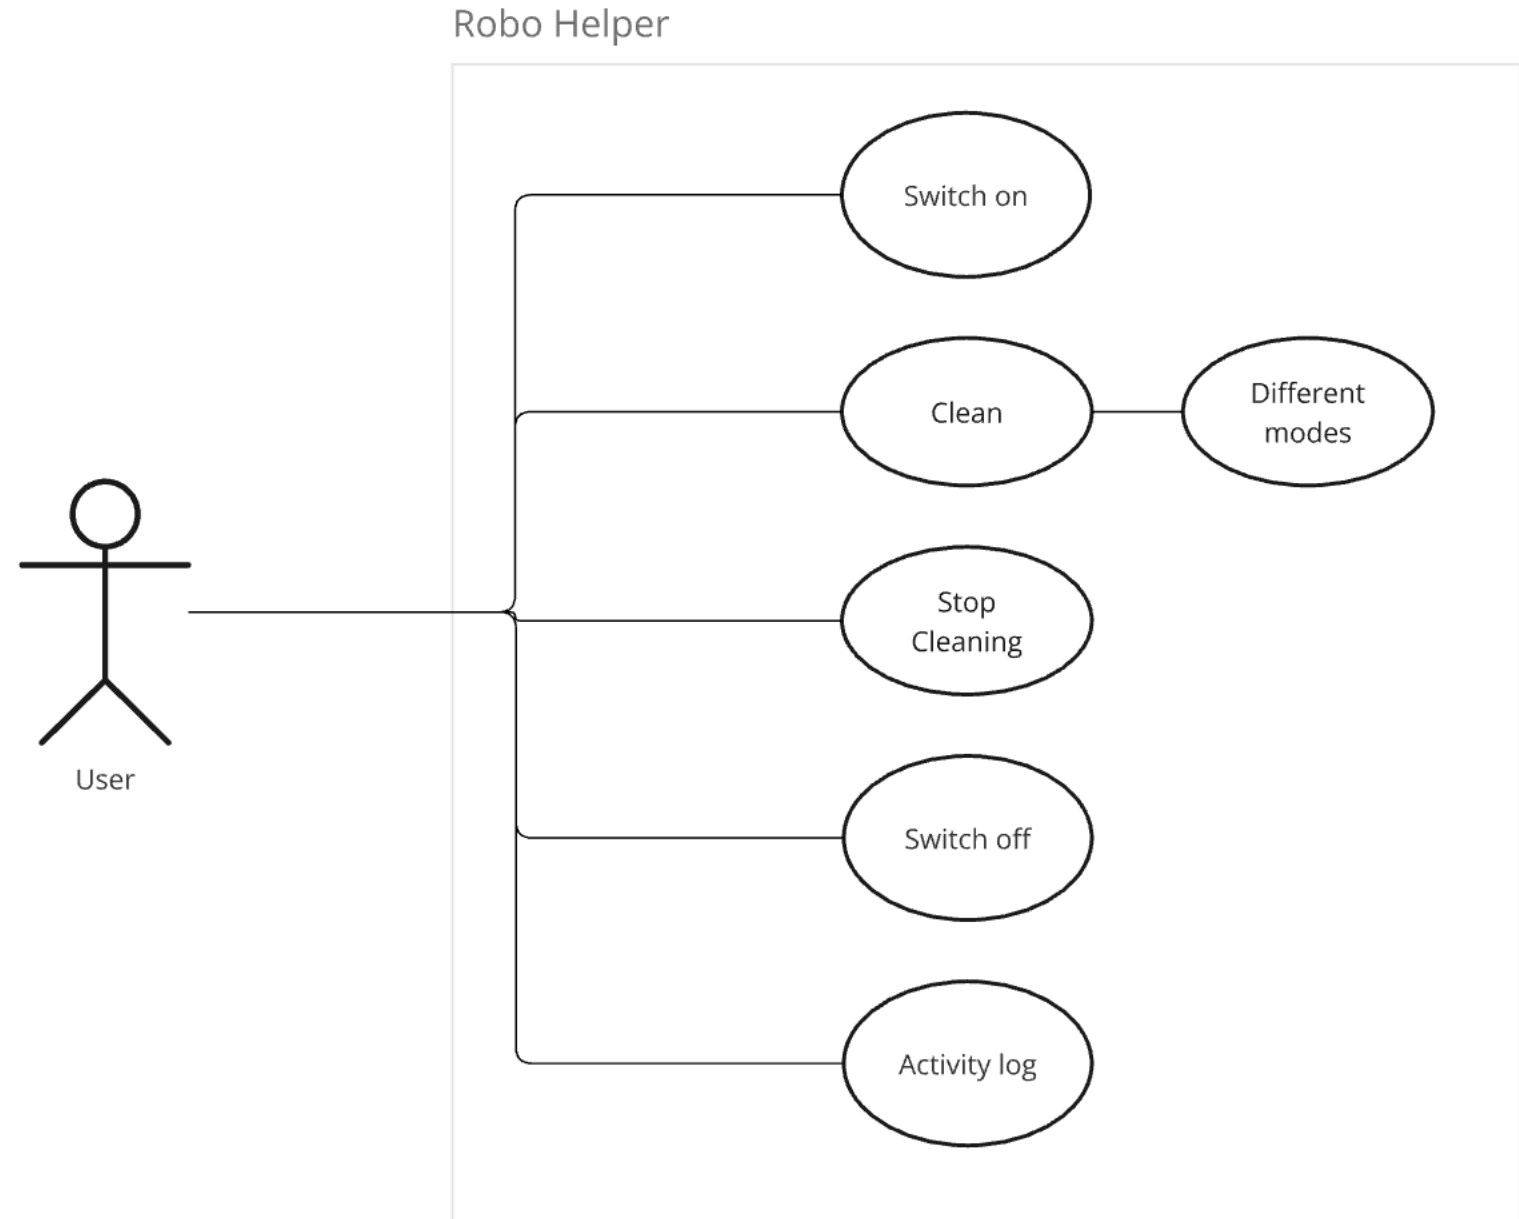 Robo Helper
Switch on
Clean
Different
modes
Stop
Cleaning
User
Switch off
Activity log